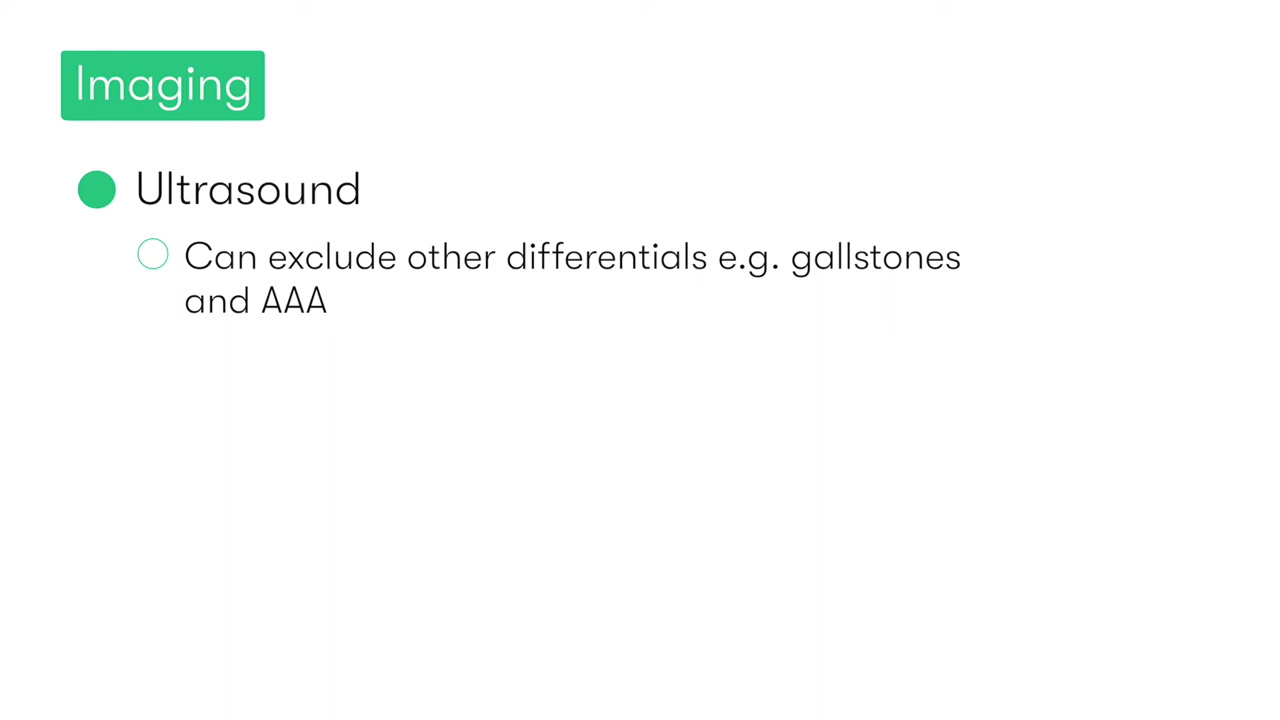 Imaging
Ultrasound
Can exclude other differentials e.g. gallstones
and AAA